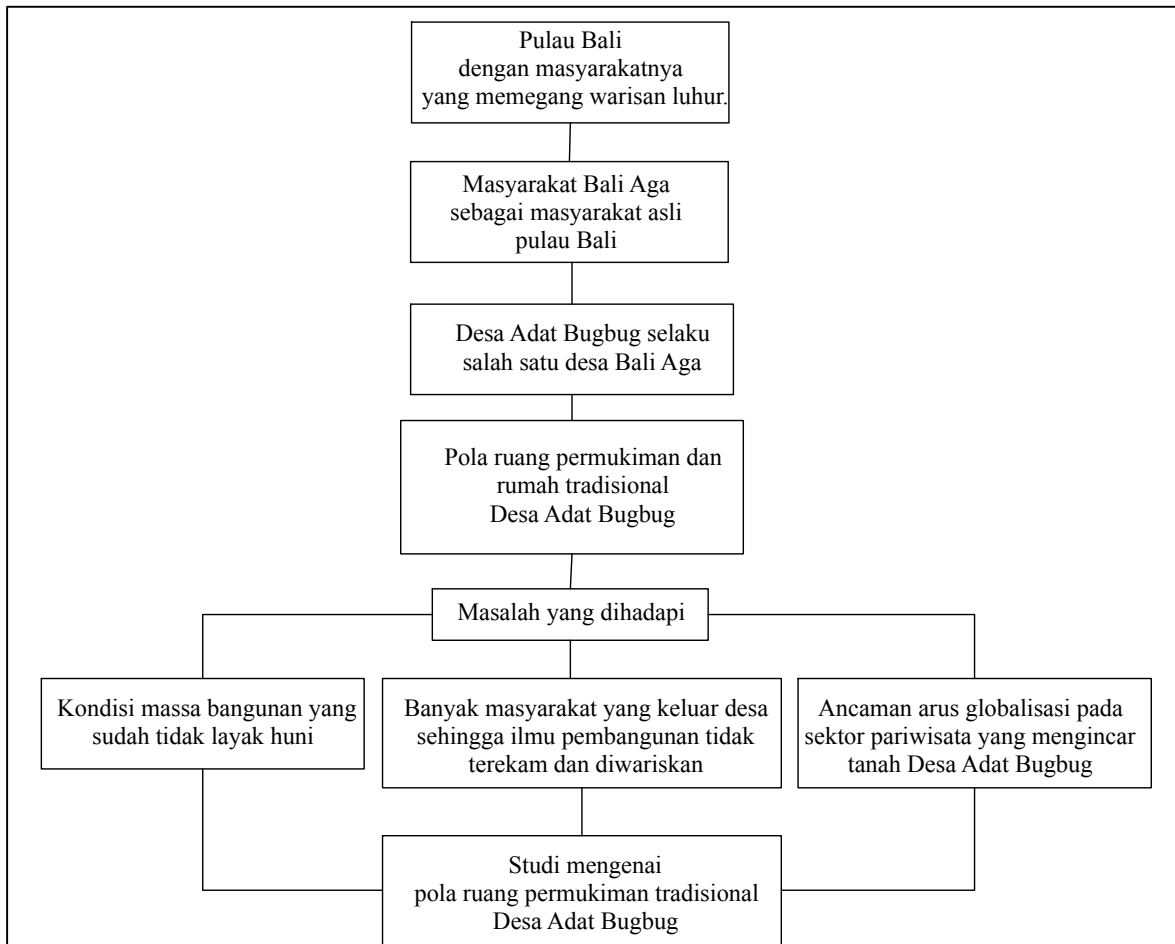 Pulau Bali
dengan masyarakatnya
yang memegang warisan luhur.
Masyarakat Bali Aga
sebagai masyarakat asli
pulau Bali
Desa Adat Bugbug selaku
salah satu desa Bali Aga
Pola ruang permukiman dan
rumah tradisional
Desa Adat Bugbug
Masalah yang dihadapi
Kondisi massa bangunan yang
sudah tidak layak huni
Banyak masyarakat yang keluar desa
sehingga ilmu pembangunan tidak
terekam dan diwariskan
Ancaman arus globalisasi pada
sektor pariwisata yang mengincar
tanah Desa Adat Bugbug
Studi mengenai
pola ruang permukiman tradisional
Desa Adat Bugbug